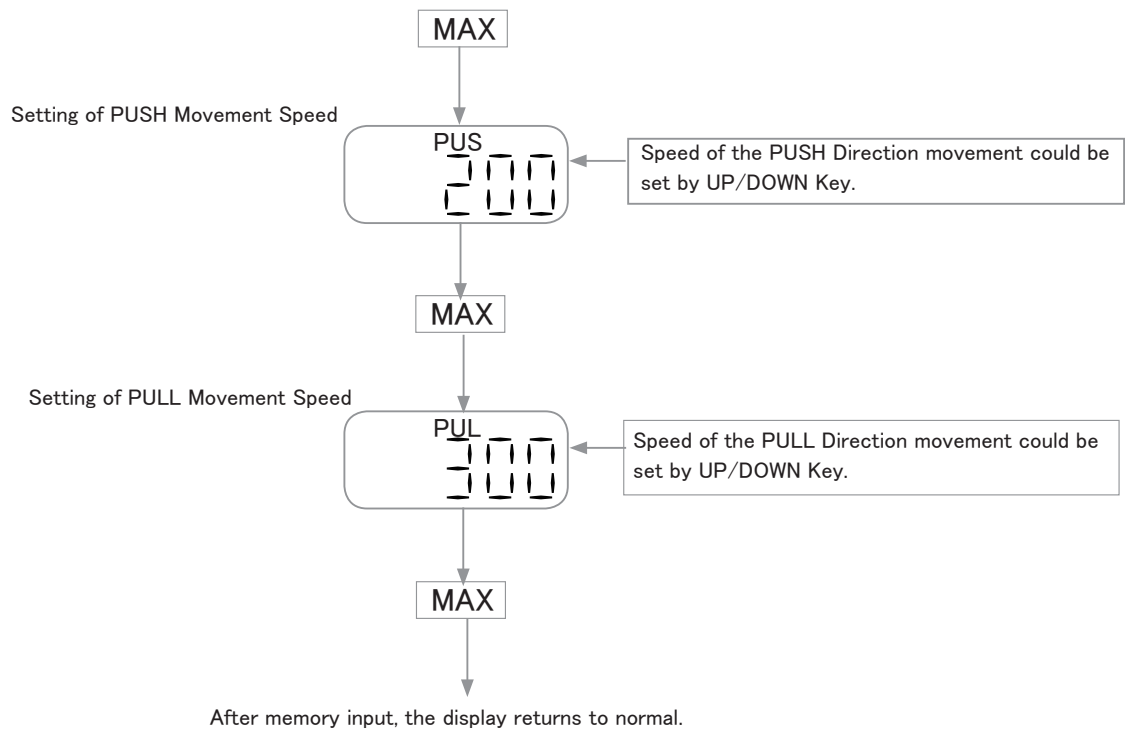 MAX
Setting of PUSH Movement Speed
PUS
200
Speed of the PUSH Direction movement could be
set by UP/DOWN Key.
MAX
Setting of PULL Movement Speed
PUL
300
Speed of the PULL Direction movement could be
set by UP/DOWN Key.
MAX
After memory input, the display returns to normal.